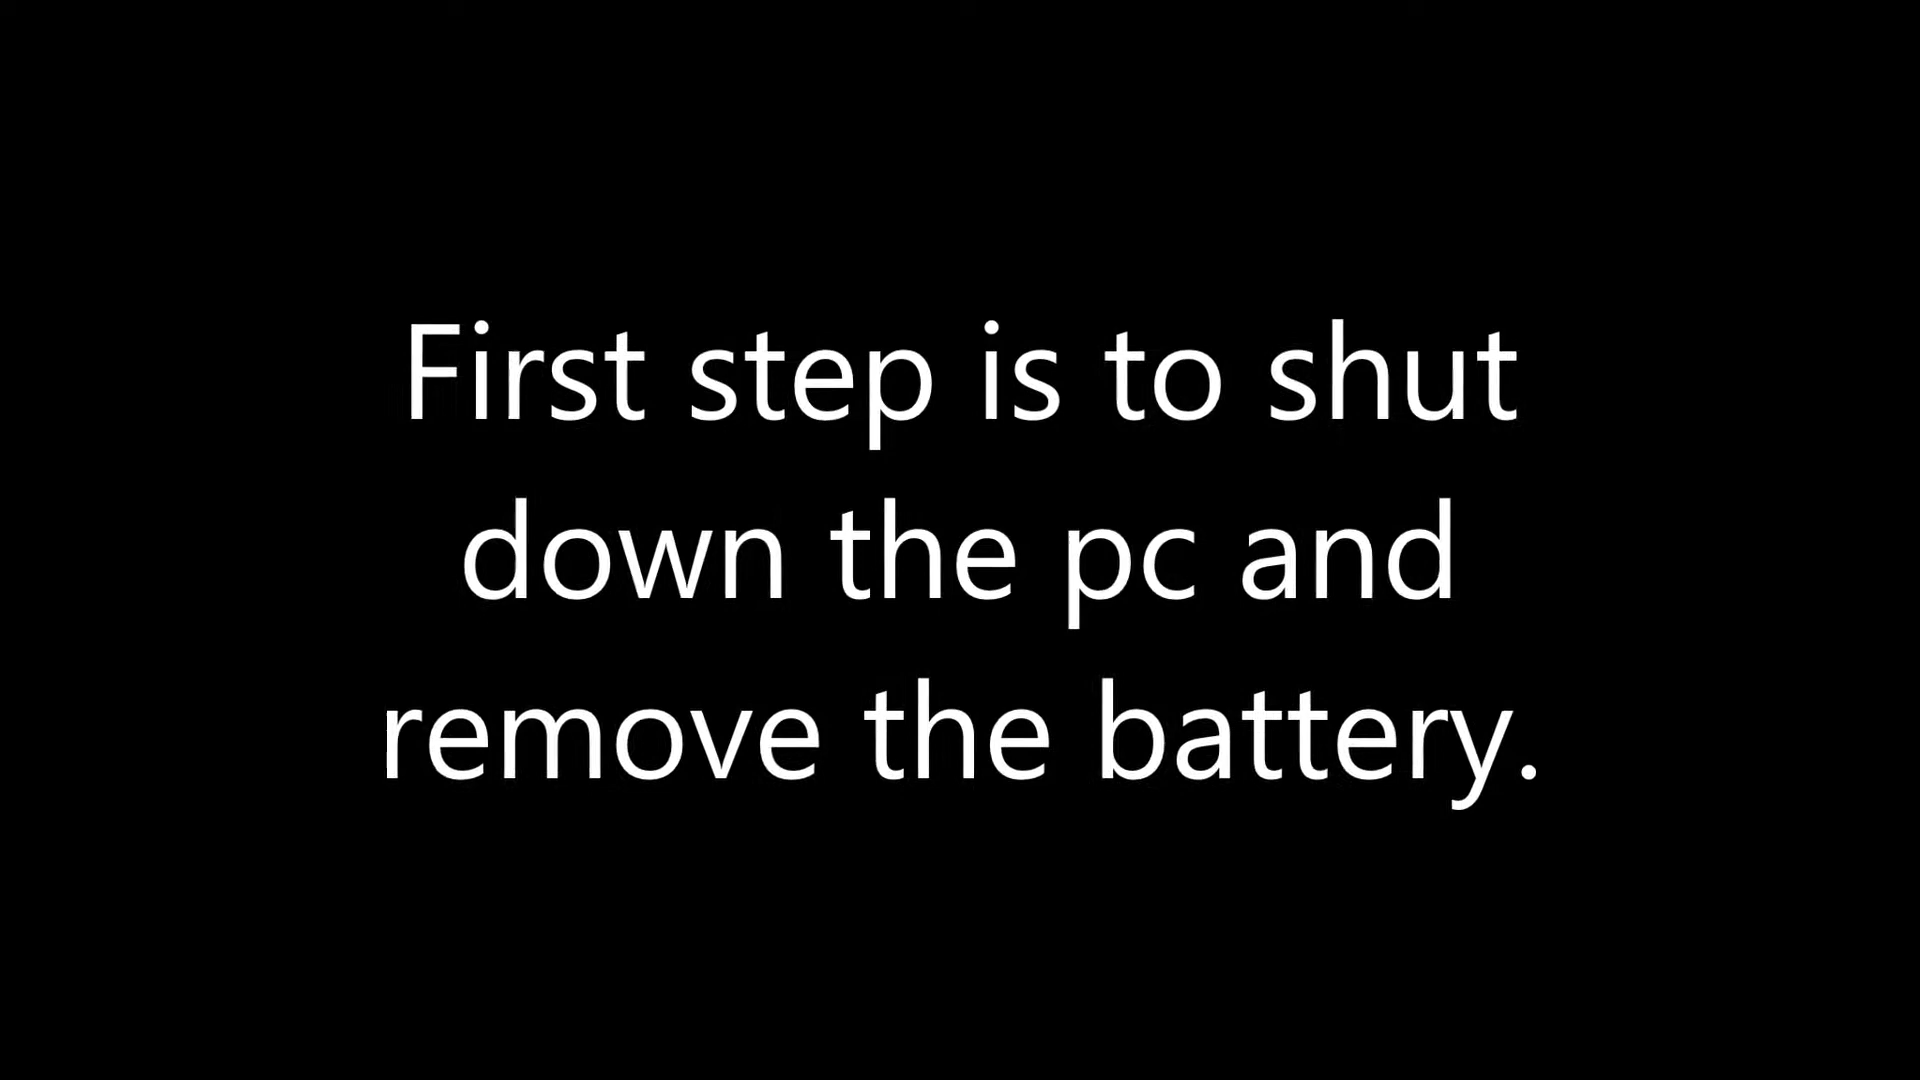 First step is to shut
down the pc and
remove the battery.